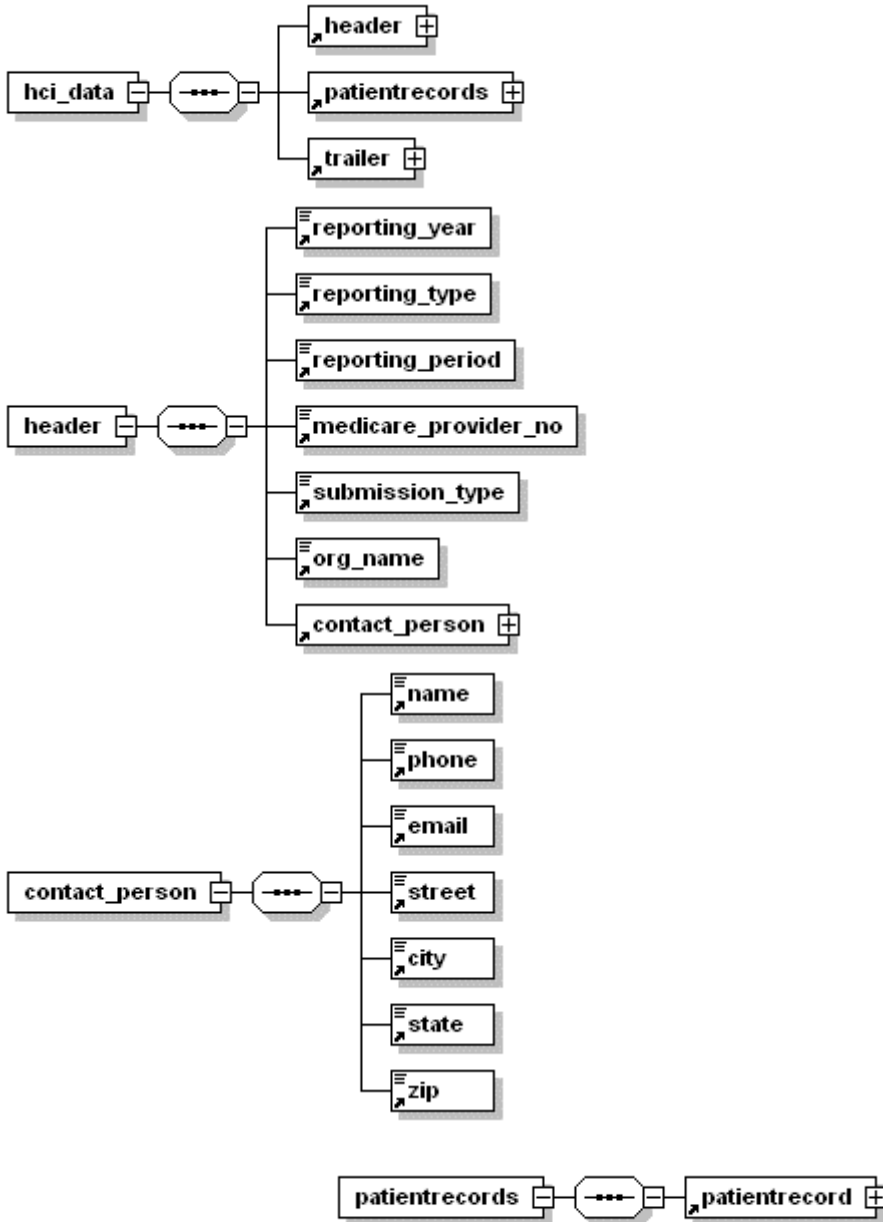 header
hci_data
patientrecords
trailer
reporting_year
reporting_type
reporting_period
header
medicare_provider_no
submission_type
org_name
contact_person
name
phone
email
contact_person
street
city
state
zip
patientrecords
patientrecord